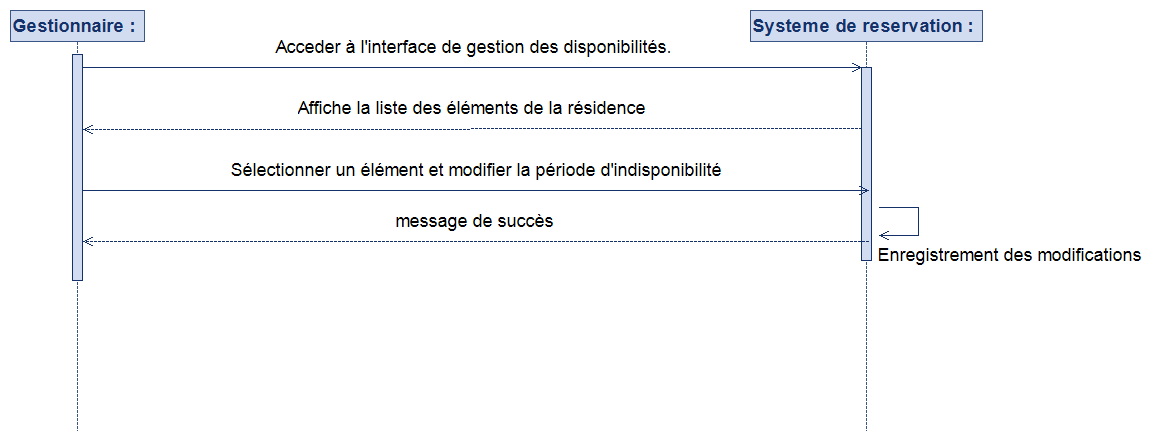 Gestionnaire :
Systeme de reservation :
Acceder à l'interface de gestion des disponibilités.
Affiche la liste des éléments de la résidence
Sélectionner un élément et modifier la période d'indisponibilité
message de succès
Enregistrement des modifications